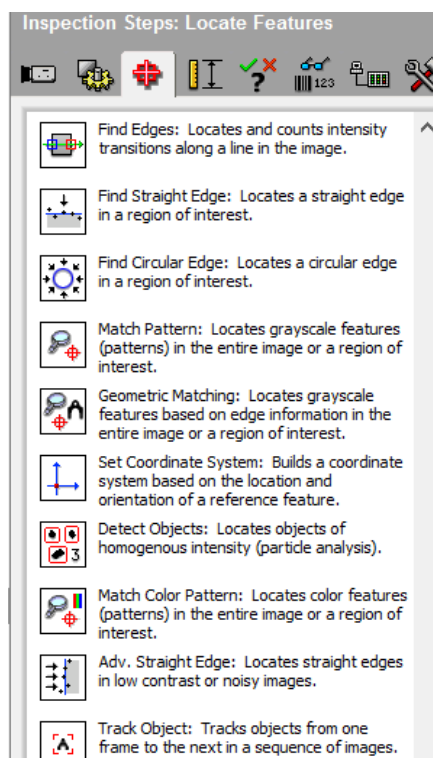 Inspection Steps: Locate Features
123
Find Edges: Locates and counts intensity
transitions along a line in the image.
Find Straight Edge: Locates a straight edge
in a region of interest.
Find Circular Edge: Locates a circular edge
in a region of interest.
Match Pattern: Locates grayscale features
(patterns) in the entire image or a region of
interest.
Geometric Matching: Locates grayscale
features based on edge information in the
entire image or a region of interest.
Set Coordinate System: Builds a coordinate
system based on the location and
orientation of a reference feature.
3
Detect Objects: Locates objects of
homogenous intensity (particle analysis).
Match Color Pattern: Locates color features
(patterns) in the entire image or a region of
interest.
Adv. Straight Edge: Locates straight edges
in low contrast or noisy images.
A
Track Object: Tracks objects from one
frame to the next in a sequence of images.